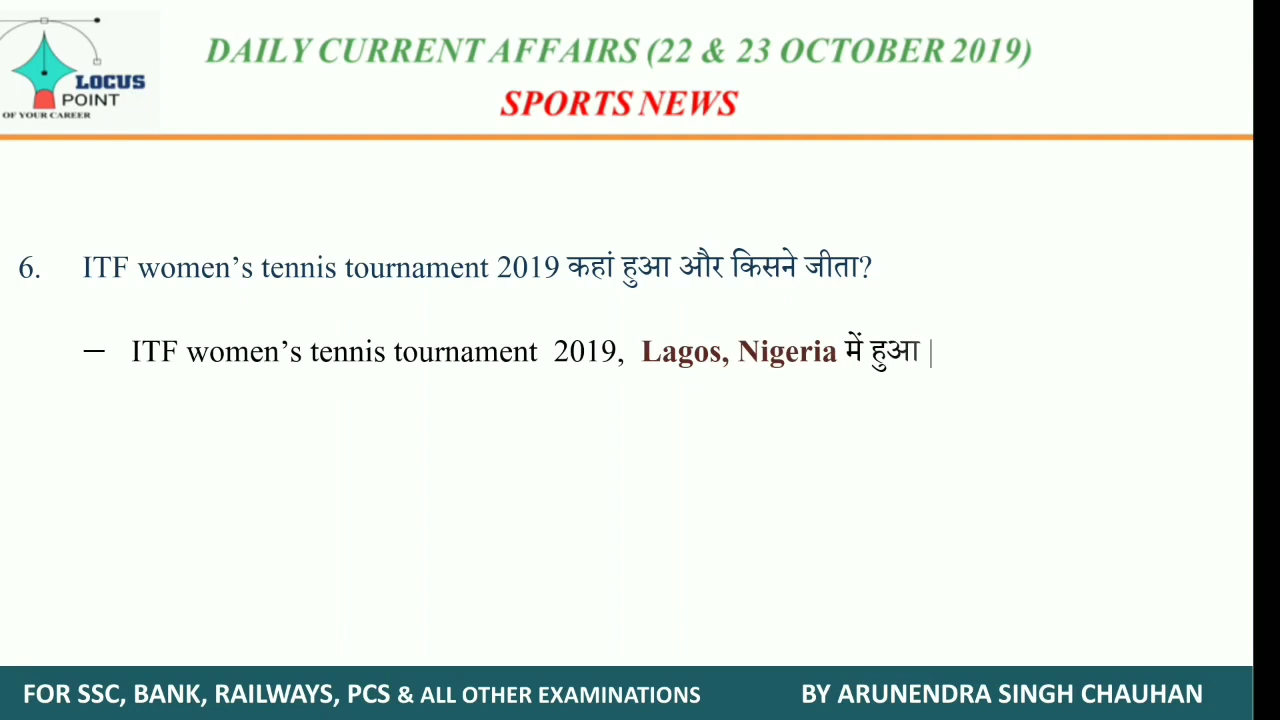 DAILY CURRENT AFFAIRS (22 & 23 OCTOBER 2019)
SPORTS NEWS
LOCUS
POINT
OF YOUR CAREER
6. ITF women’s tennis tournament 2019 कहां हुआ और किसने जीता?
– ITF women’s tennis tournament 2019, Lagos, Nigeria में हुआ |
FOR SSC, BANK, RAILWAYS, PCS & ALL OTHER EXAMINATIONS
BY ARUNENDRA SINGH CHAUHAN